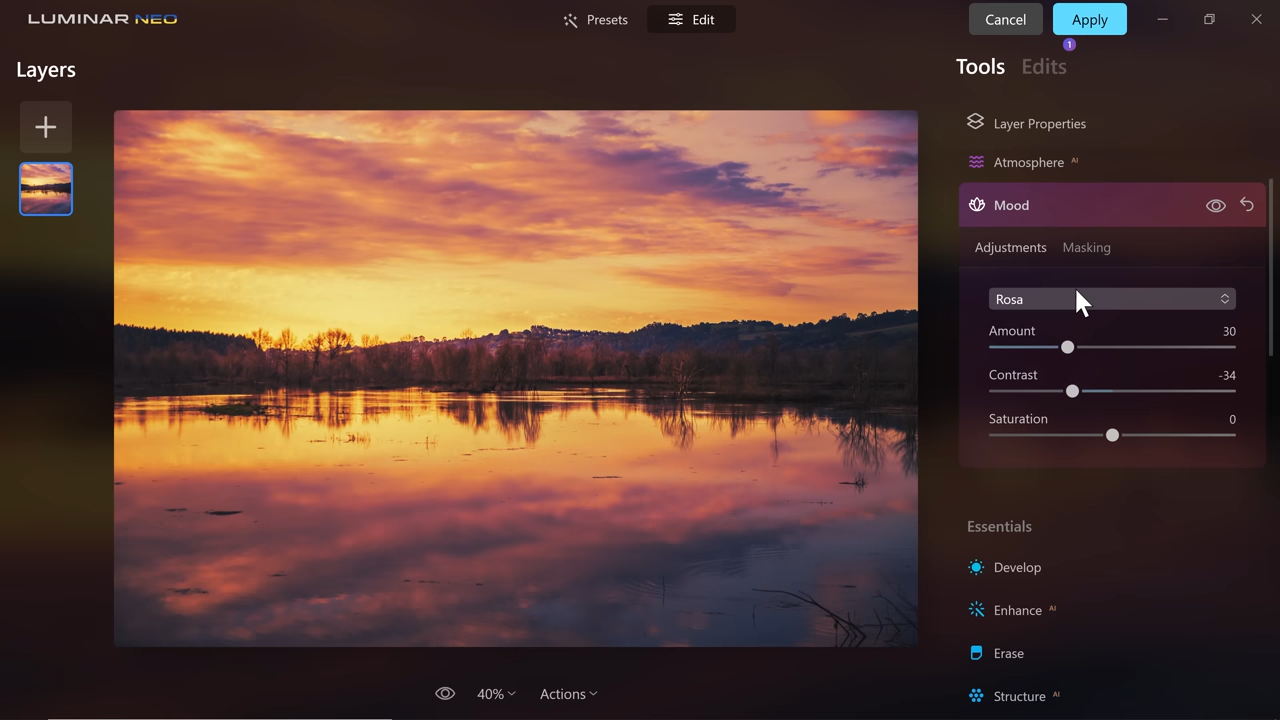 LUMINAR NEO
Presets
Edit
Cancel
Apply
1
Layers
Tools Edits
Layer Properties
Atmosphere AI
Mood
Adjustments Masking
Rosa
Amount 30
Contrast -34
Saturation 0
Essentials
Develop
Enhance AI
Erase
Structure AI
40%
Actions